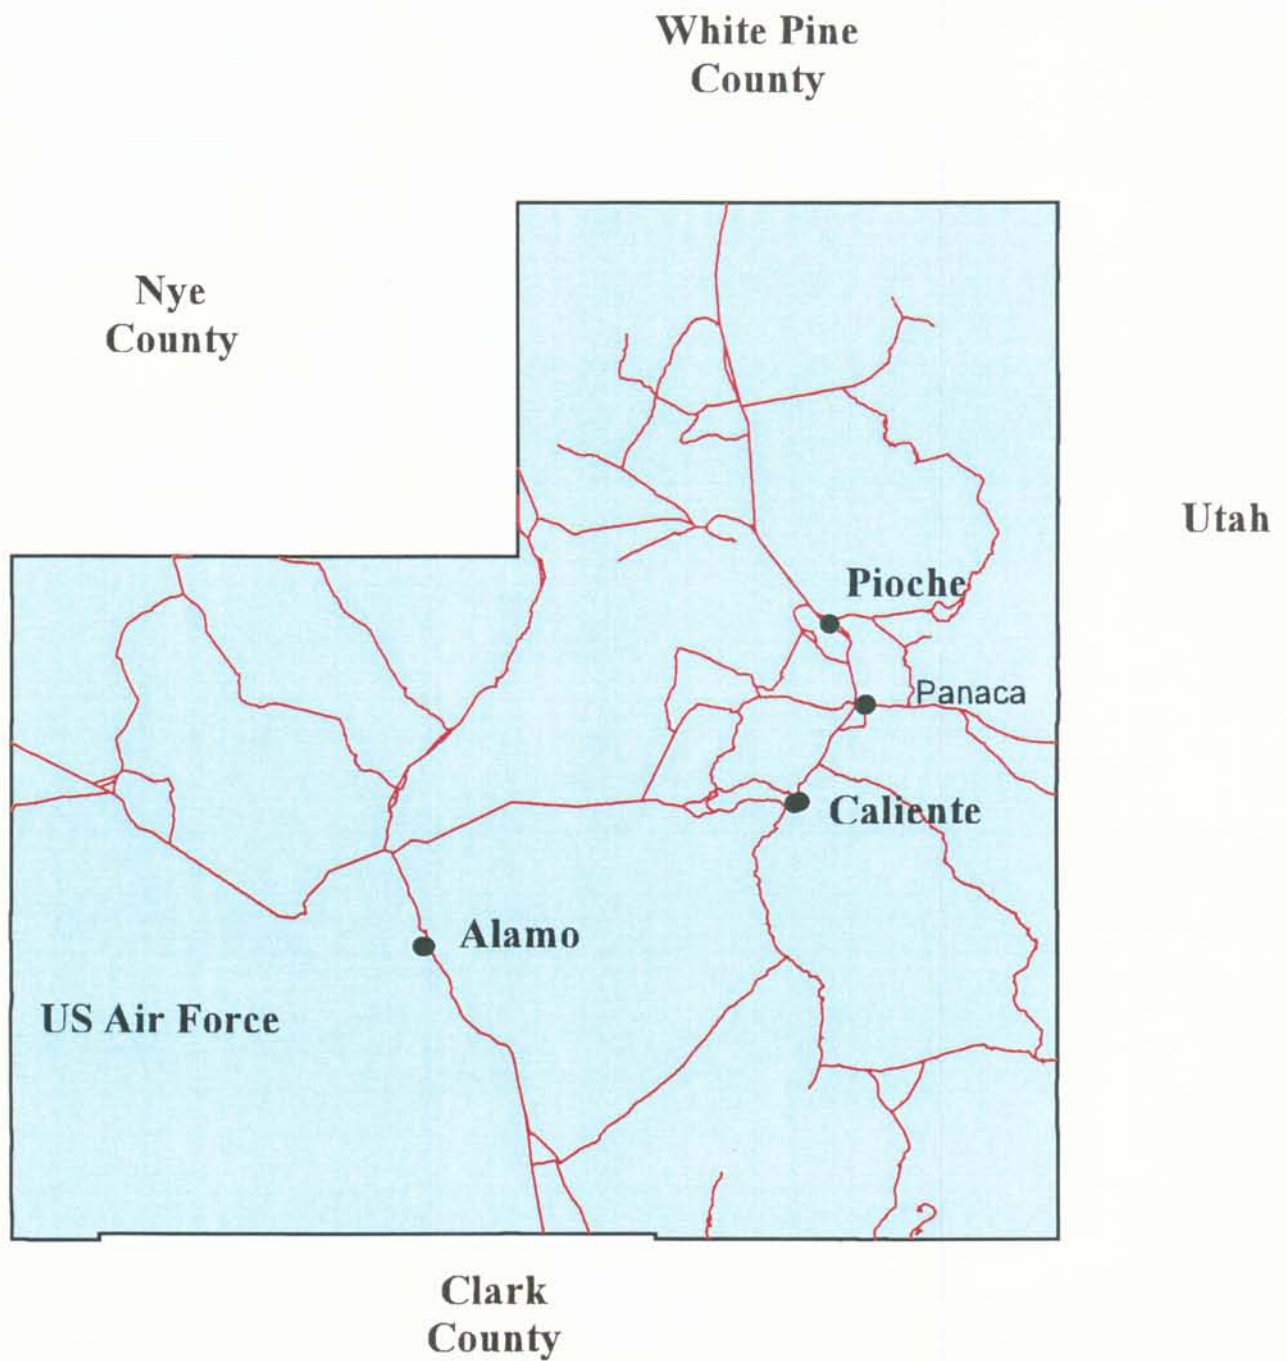 White Pine
County
Nye
County
Utah
Pioche
Panaca
Caliente
Alamo
US Air Force
Clark
County